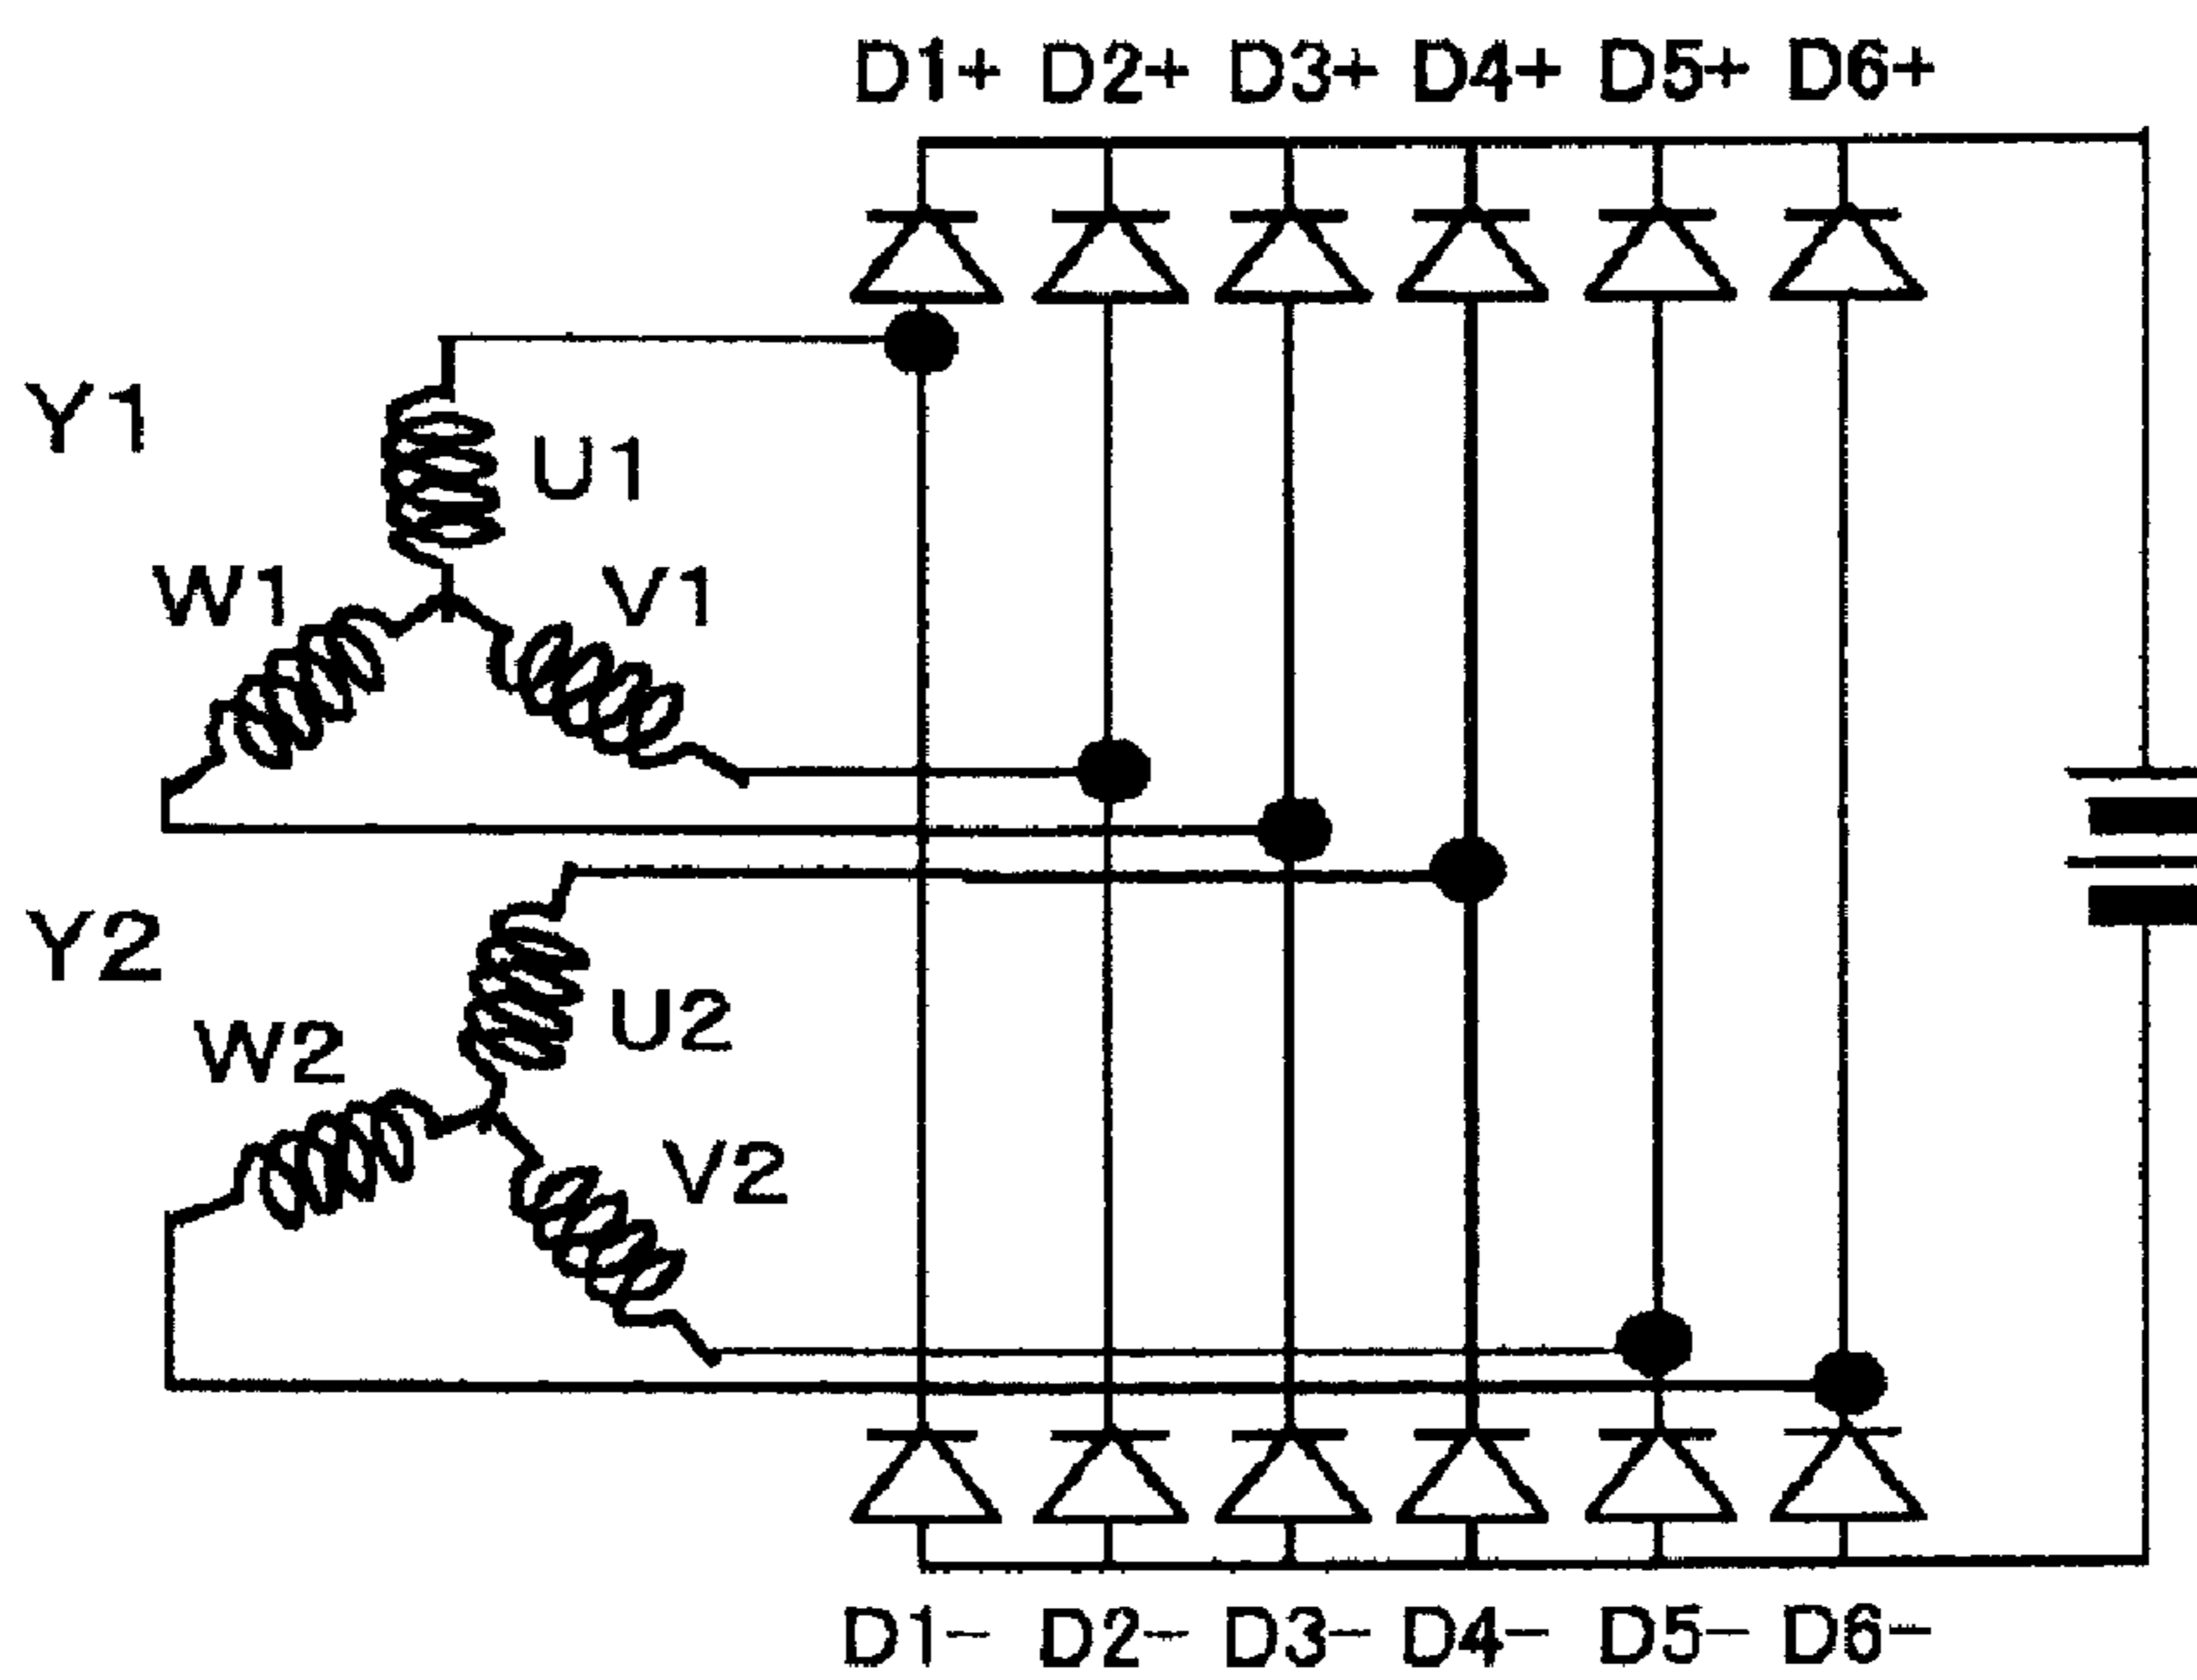 D1+ D2+ D3+ D4+ D5+ D6+
Y1
U1
W1
V1
Y2
U2
W2
V2
D1− D2− D3− D4− D5− D6−